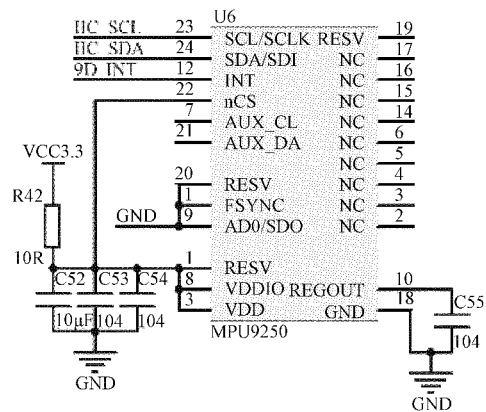 U6
IIC_SCL 23 SCL/SCLK RESV 19
IIC_SDA 24 SDA/SDI NC 17
9D_INT 12 INT NC 16
22 nCS NC 15
7 AUX_CL NC 14
21 AUX_DA NC 6
NC 5
20 RESV NC 4
GND 1 FSYNC NC 3
9 AD0/SDO NC 2
VCC3.3
R42
10R
1 RESV
8 VDDIO REGOUT 10
3 VDD GND 18
MPU9250
C52 C53 C54
10μF 104 104
GND
C55
104
GND